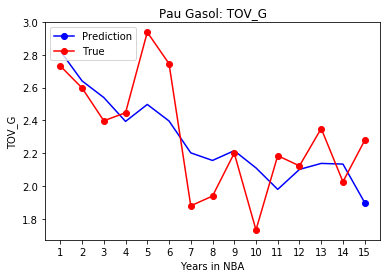 Pau Gasol: TOV_G
Prediction
True
3.0
2.8
2.6
2.4
2.2
2.0
1.8
TOV_G
1 2 3 4 5 6 7 8 9 10 11 12 13 14 15
Years in NBA